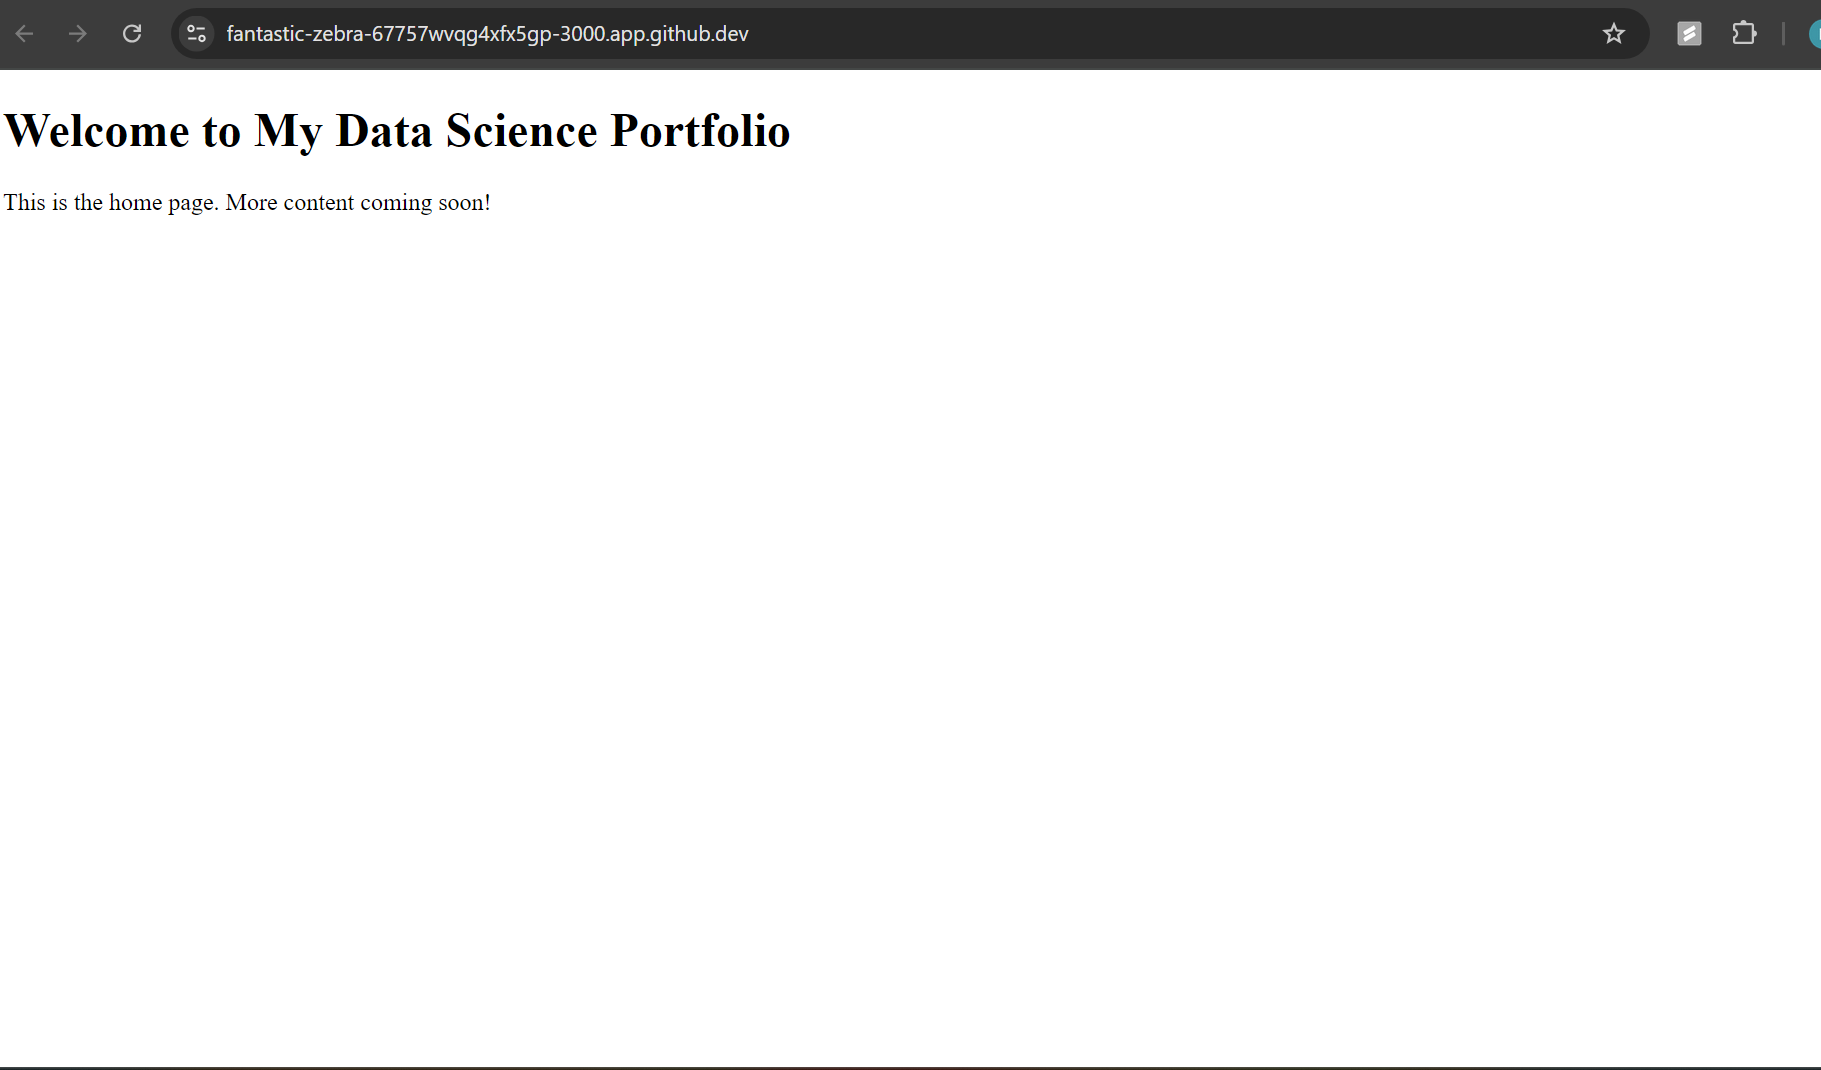 fantastic-zebra-67757wvqg4xfx5gp-3000.app.github.dev
Welcome to My Data Science Portfolio
This is the home page. More content coming soon!